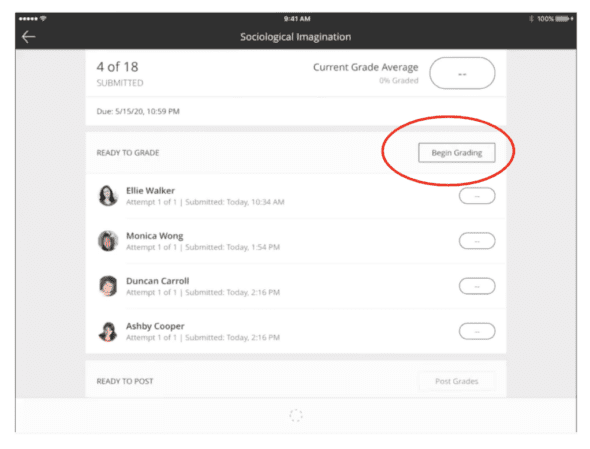 9:41 AM
100%
Sociological Imagination
4 of 18
SUBMITTED
Current Grade Average
0% Graded
--
Due: 5/15/20, 10:59 PM
READY TO GRADE
Begin Grading
Ellie Walker
Attempt 1 of 1 | Submitted: Today, 10:34 AM
--
Monica Wong
Attempt 1 of 1 | Submitted: Today, 1:54 PM
--
Duncan Carroll
Attempt 1 of 1 | Submitted: Today, 2:16 PM
--
Ashby Cooper
Attempt 1 of 1 | Submitted: Today, 2:16 PM
--
READY TO POST
Post Grades